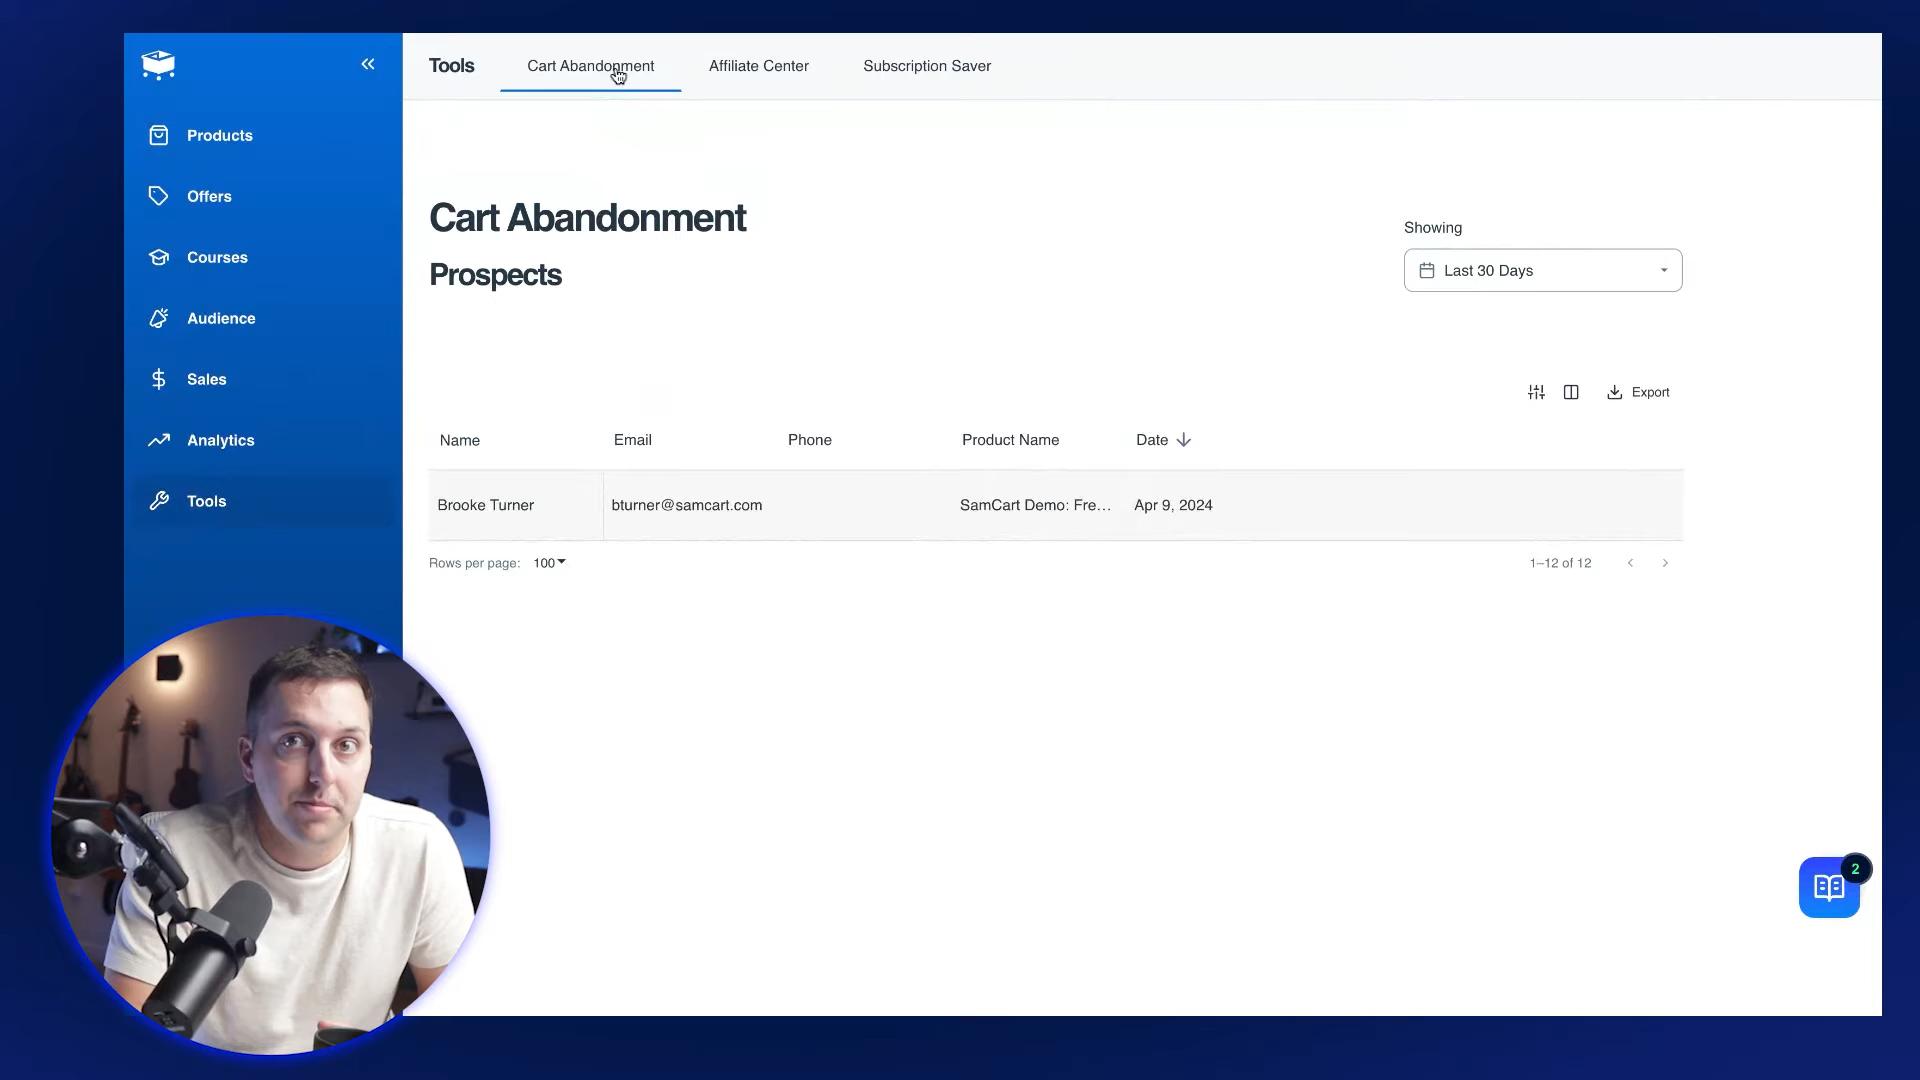 Tools
Cart Abandonment
Affiliate Center
Subscription Saver
Products
Offers
Courses
Audience
Sales
Analytics
Tools
Cart Abandonment
Prospects
Showing
Last 30 Days
Export
Name Email Phone Product Name Date
Brooke Turner bturner@samcart.com SamCart Demo: Fre... Apr 9, 2024
Rows per page: 100
1–12 of 12
2